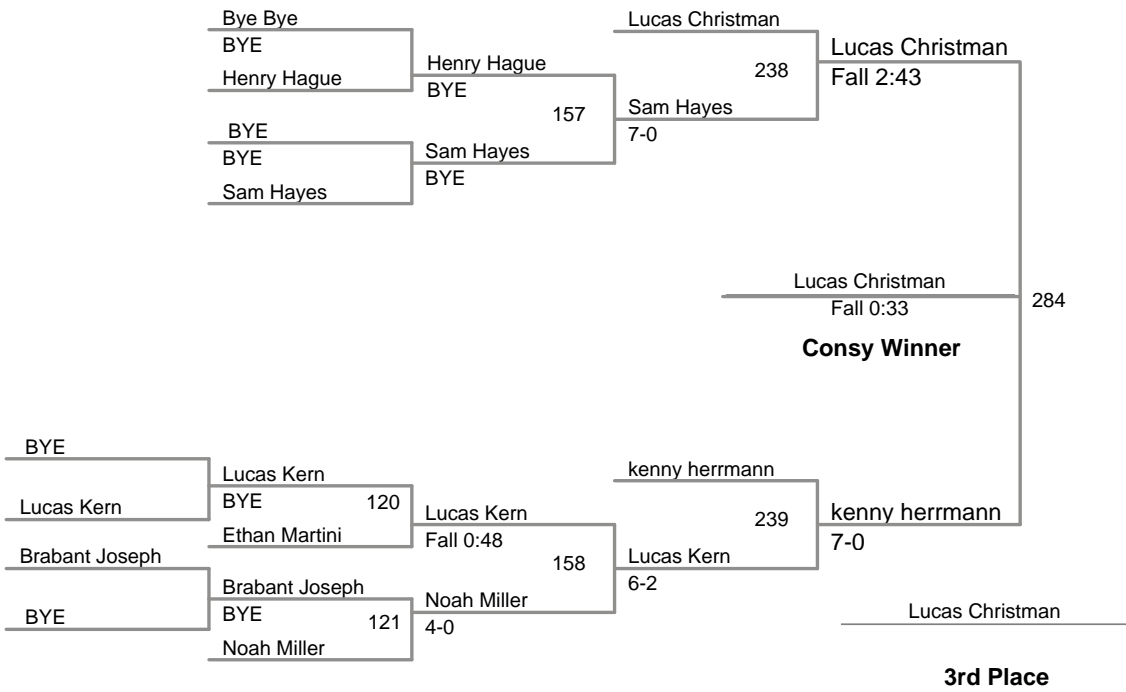 Bye Bye
BYE
Henry Hague
Henry Hague
BYE
BYE
BYE
Sam Hayes
Sam Hayes
BYE
157
Lucas Christman
Sam Hayes
7-0
238
Lucas Christman
Fall 2:43
Lucas Christman
Fall 0:33
284
Consy Winner
BYE
Lucas Kern
Lucas Kern
BYE
120
Ethan Martini
Brabant Joseph
BYE
Brabant Joseph
BYE
121
Noah Miller
Lucas Kern
Fall 0:48
158
Noah Miller
4-0
kenny herrmann
239
Lucas Kern
6-2
kenny herrmann
7-0
Lucas Christman
3rd Place